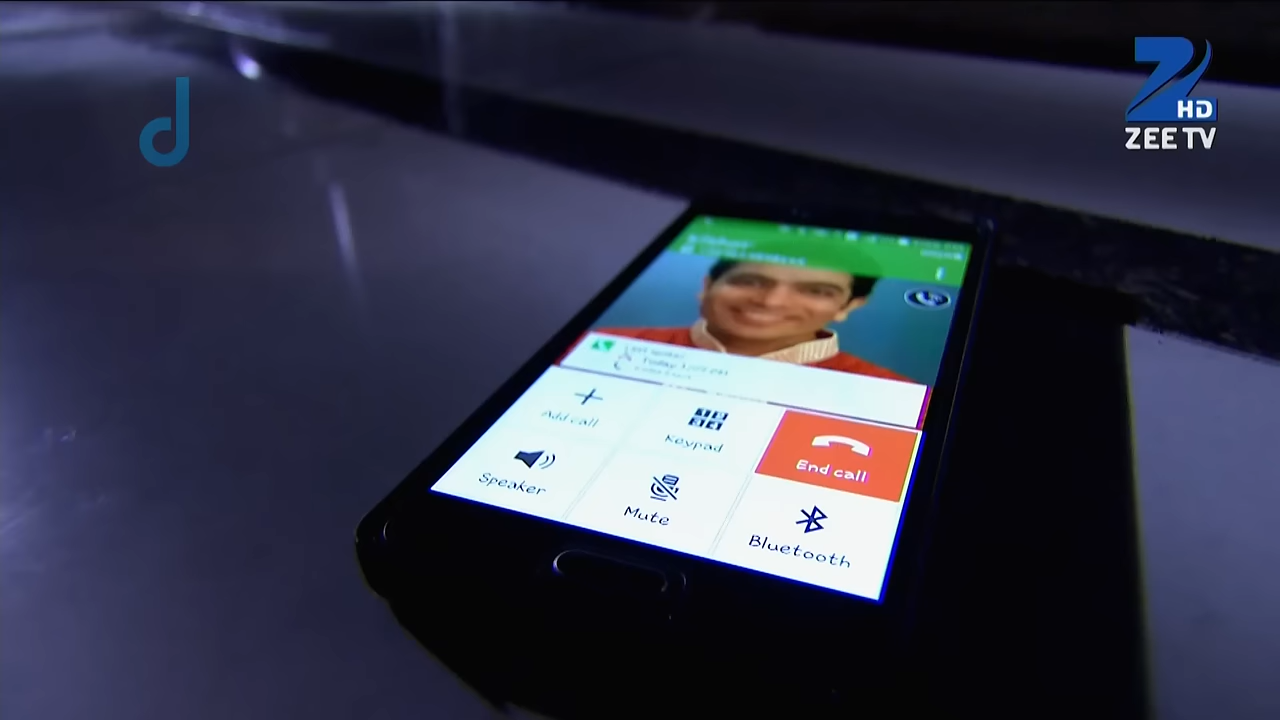 HD
ZEE TV
Add call
Keypad
End call
Speaker
Mute
Bluetooth